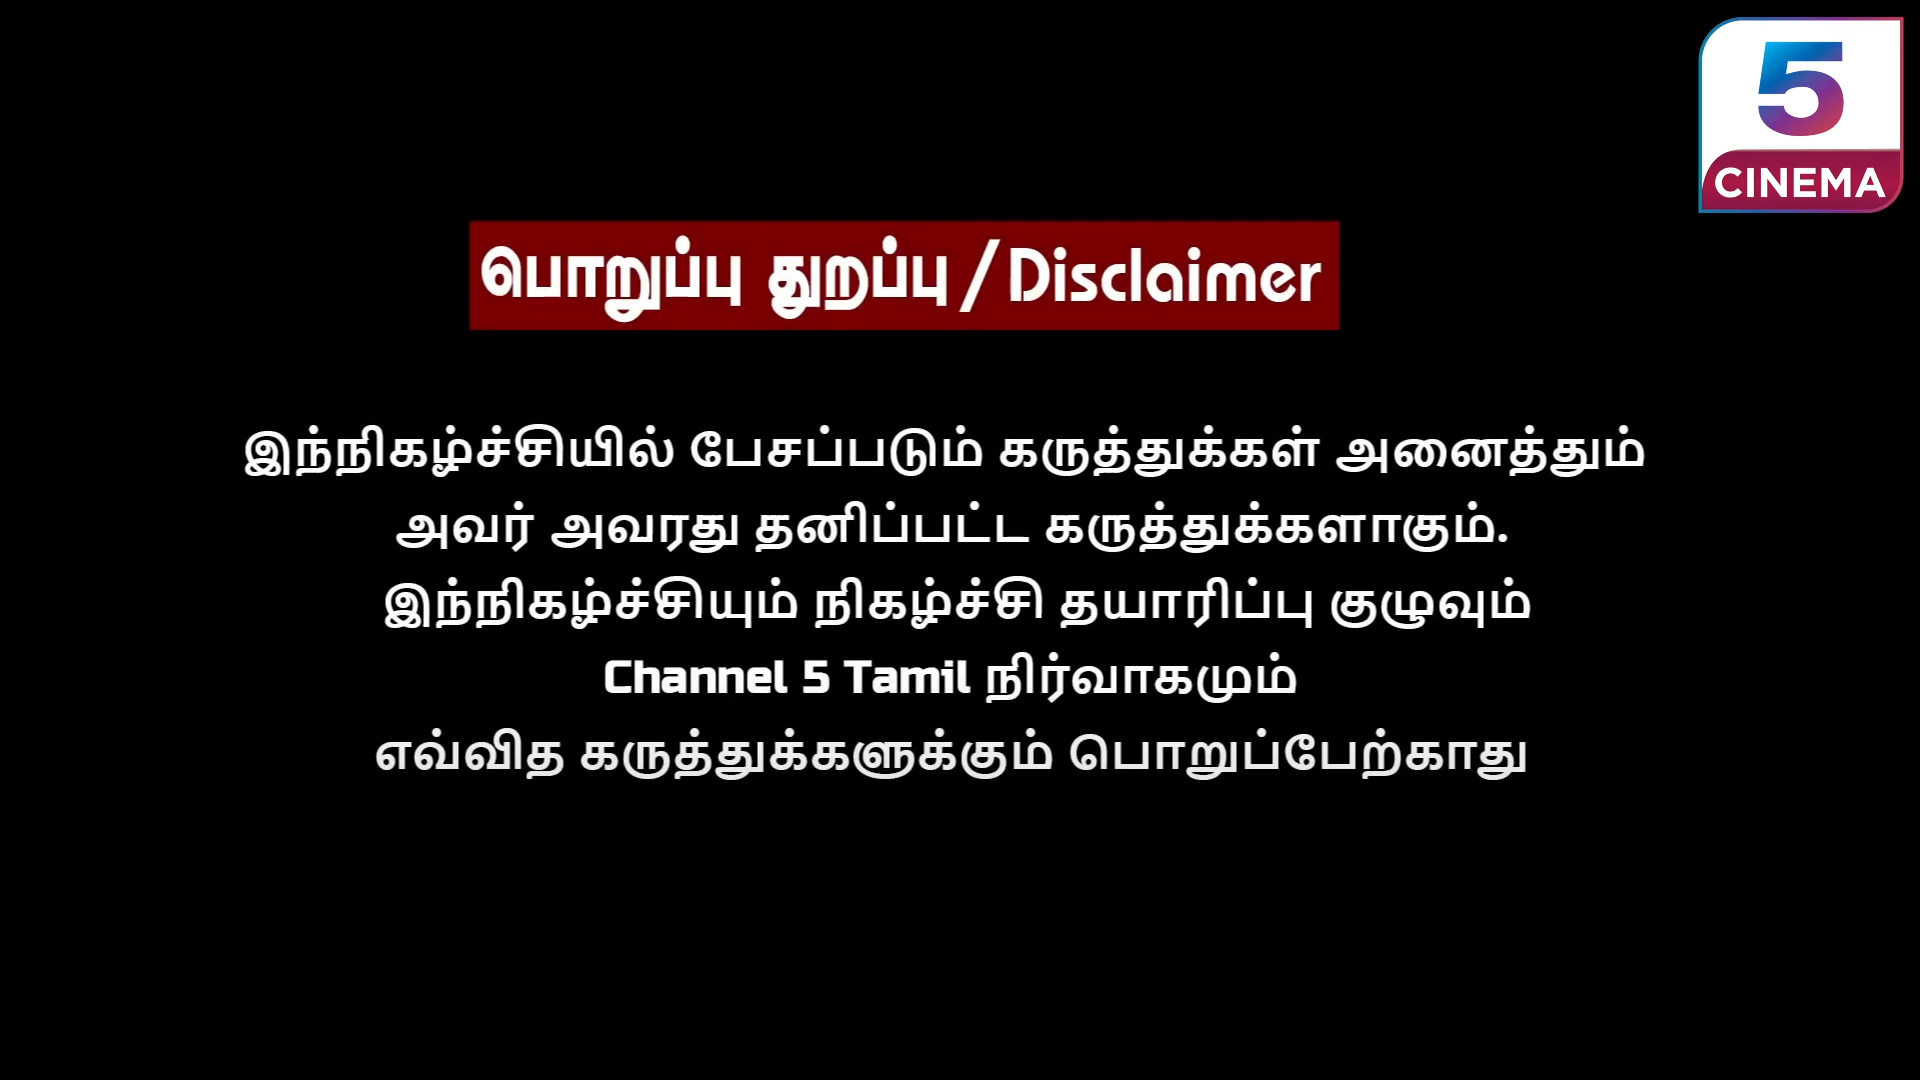 5
CINEMA
பொறுப்பு துறப்பு/Disclaimer
இந்நிகழ்ச்சியில் பேசப்படும் கருத்துக்கள் அனைத்தும்
அவர் அவரது தனிப்பட்ட கருத்துக்களாகும்.
இந்நிகழ்ச்சியும் நிகழ்ச்சி தயாரிப்பு குழுவும்
Channel 5 Tamil நிர்வாகமும்
எவ்வித கருத்துக்களுக்கும் பொறுப்பேற்காது